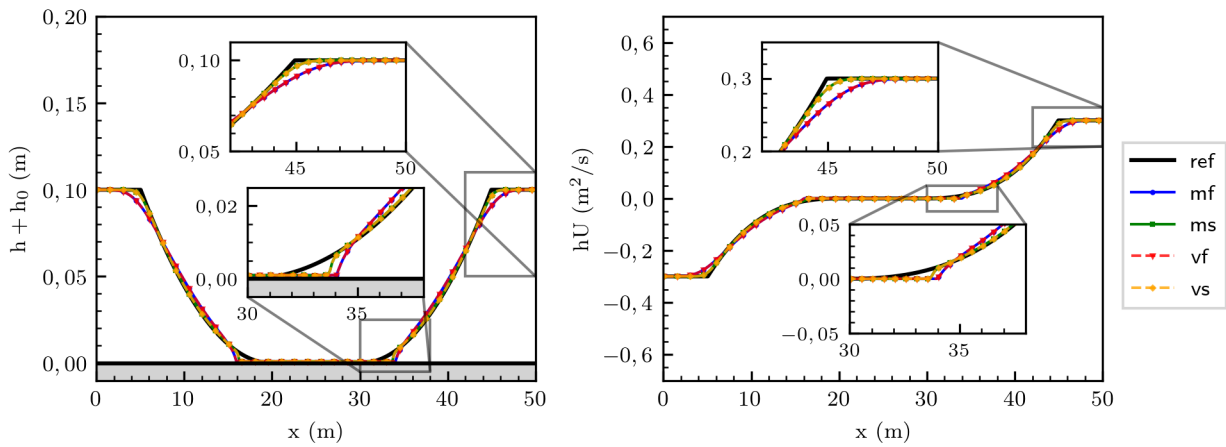 0, 20
0, 15
0, 10
0, 05
0, 00
h + h0 (m)
0 10 20 30 40 50
x (m)
0, 10
0, 05
45 50
0, 02
0, 00
30 35
0, 6
0, 4
0, 2
0, 0
−0, 2
−0, 4
−0, 6
hU (m²/s)
0 10 20 30 40 50
x (m)
0, 3
0, 2
45 50
0, 05
0, 00
−0, 05
30 35
ref
mf
ms
vf
vs